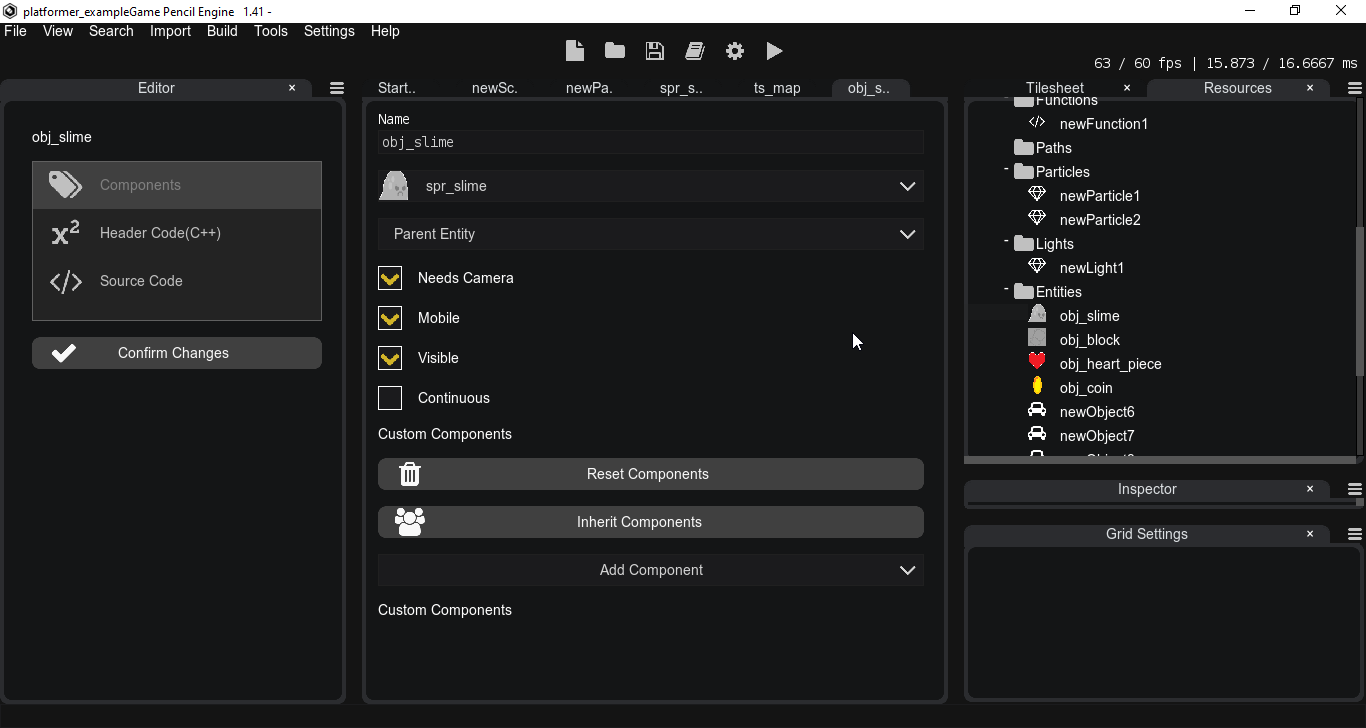 platformer_exampleGame Pencil Engine 1.41 -
File View Search Import Build Tools Settings Help
63 / 60 fps | 15.873 / 16.6667 ms
Editor ×
Start.. newSc. newPa. spr_s.. ts_map obj_s..
Tilesheet × Resources ×
obj_slime
Components
x² Header Code(C++)
</> Source Code
Confirm Changes
Name
obj_slime
spr_slime
Parent Entity
Needs Camera
Mobile
Visible
Continuous
Custom Components
Reset Components
Inherit Components
Add Component
Custom Components
Functions
</> newFunction1
Paths
- Particles
newParticle1
newParticle2
- Lights
newLight1
- Entities
obj_slime
obj_block
obj_heart_piece
obj_coin
newObject6
newObject7
Inspector ×
Grid Settings ×